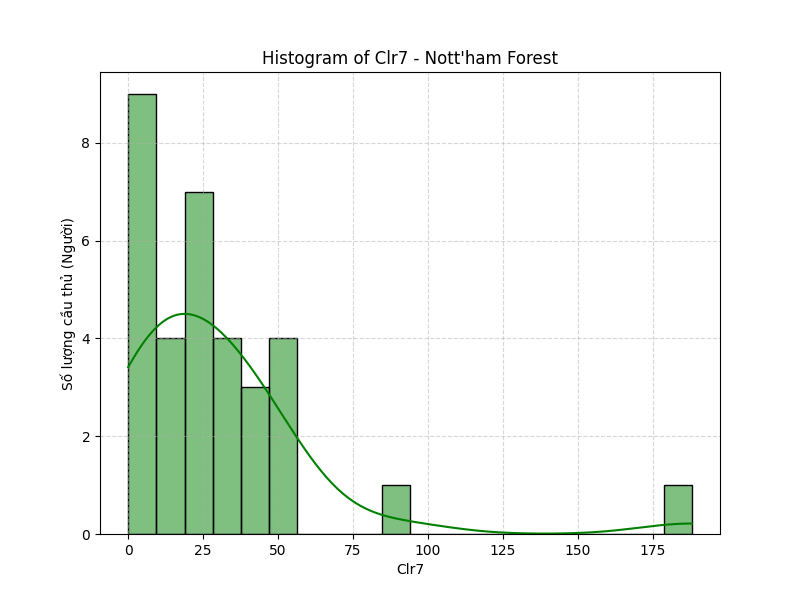 Histogram of Clr7 - Nott'ham Forest
Số lượng cầu thủ (Người)
8
6
4
2
0
0 25 50 75 100 125 150 175
Clr7